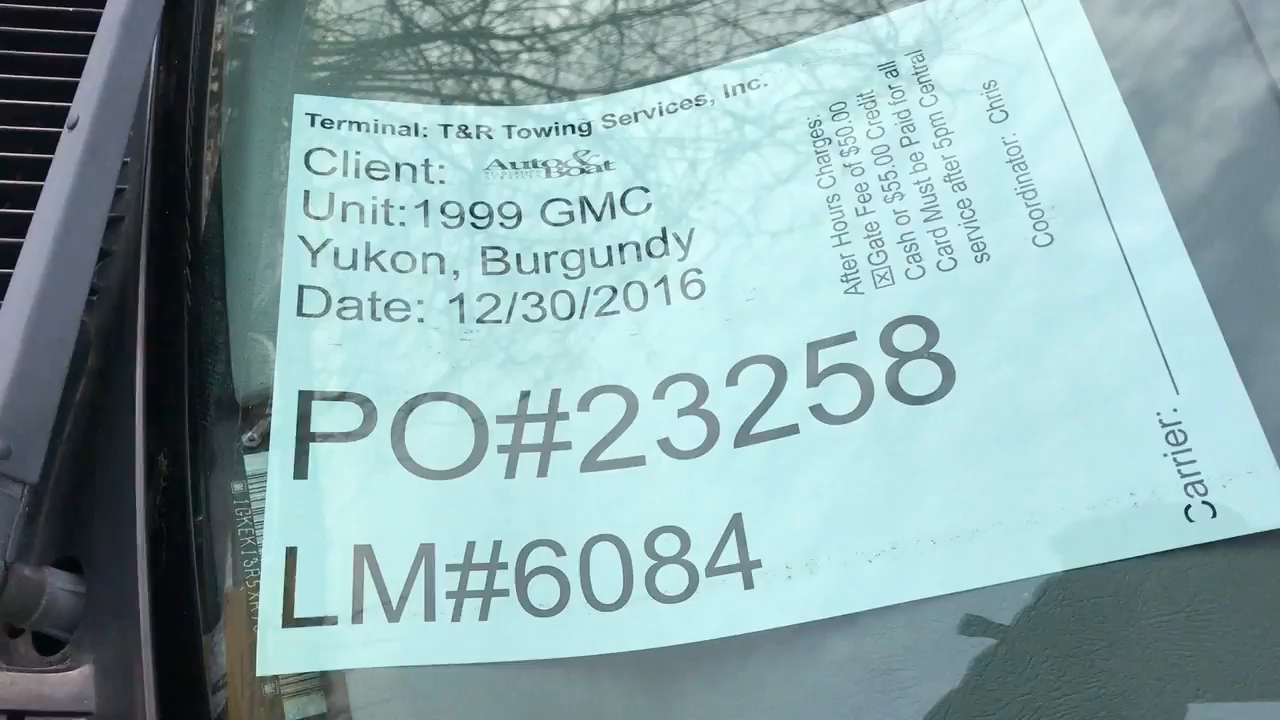 Terminal: T&R Towing Services, Inc.
Client: Auto & Boat
Unit:1999 GMC
Yukon, Burgundy
Date: 12/30/2016
PO#23258
LM#6084
After Hours Charges:
☒Gate Fee of $50.00
Cash or $55.00 Credit
Card Must be Paid for all
service after 5pm Central
Coordinator: Chris
Carrier: